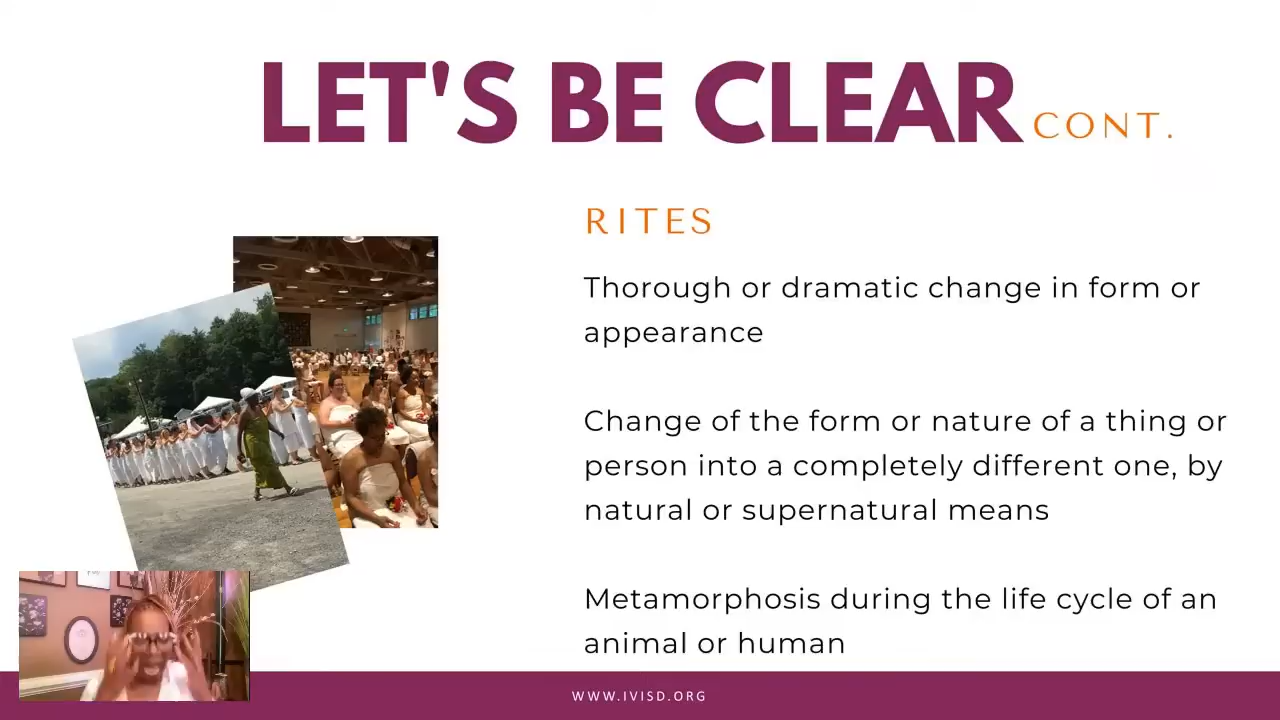 LET'S BE CLEAR CONT.
RITES
Thorough or dramatic change in form or
appearance
Change of the form or nature of a thing or
person into a completely different one, by
natural or supernatural means
Metamorphosis during the life cycle of an
animal or human
WWW.IVISD.ORG